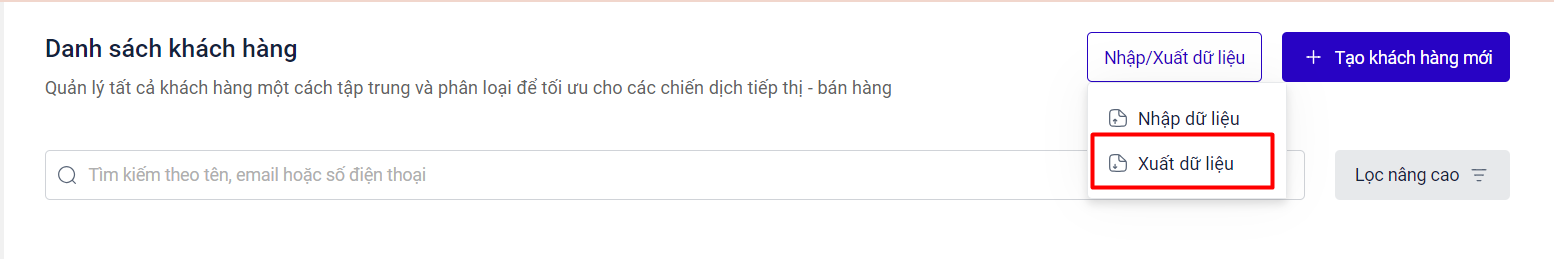 Danh sách khách hàng
Nhập/Xuất dữ liệu
Tạo khách hàng mới
Quản lý tất cả khách hàng một cách tập trung và phân loại để tối ưu cho các chiến dịch tiếp thị - bán hàng
Nhập dữ liệu
Xuất dữ liệu
Tìm kiếm theo tên, email hoặc số điện thoại
Lọc nâng cao